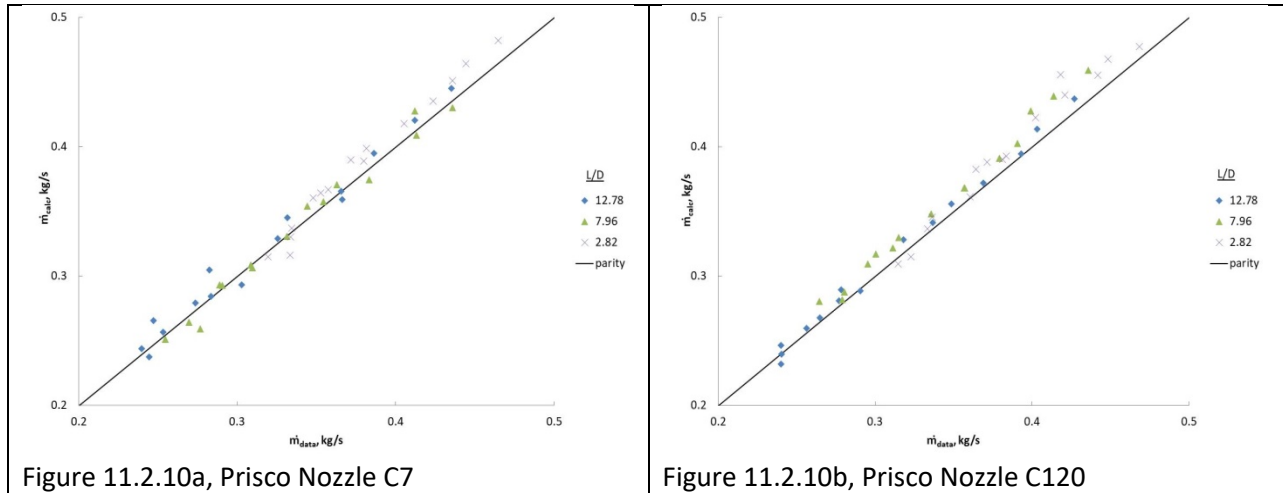 0.5
0.4
0.3
0.2
ṁcalc, kg/s
0.2
0.3
0.4
0.5
ṁdata, kg/s
L/D
12.78
7.96
2.82
parity
Figure 11.2.10a, Prisco Nozzle C7
0.5
0.4
0.3
0.2
ṁcalc, kg/s
0.2
0.3
0.4
0.5
ṁdata, kg/s
L/D
12.78
7.96
2.82
parity
Figure 11.2.10b, Prisco Nozzle C120